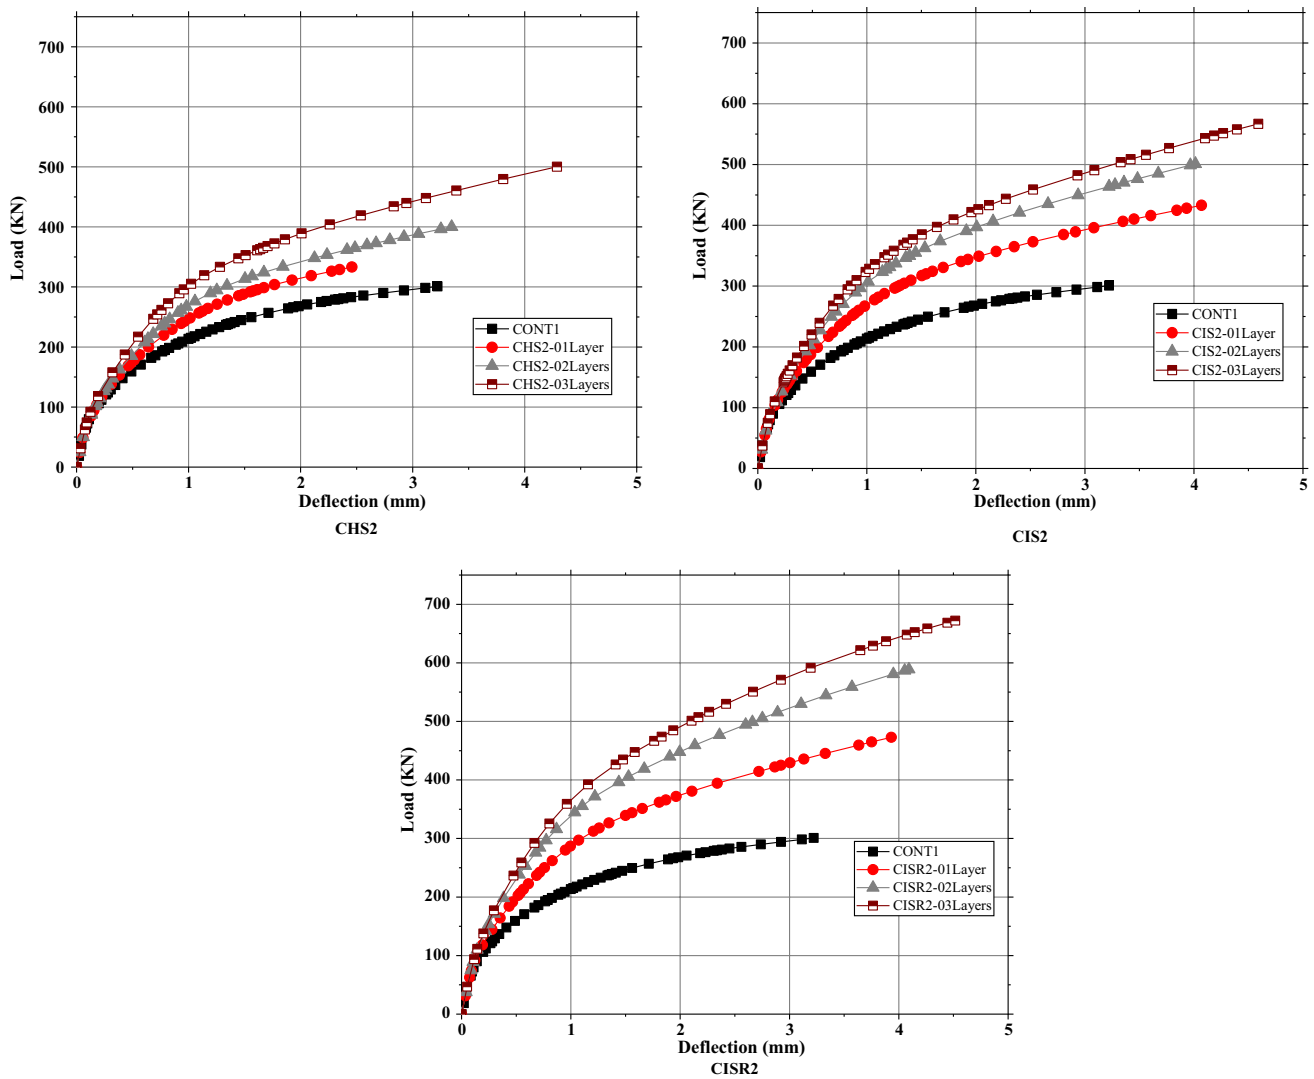 700
600
500
400
300
200
100
0
Load (KN)
CONT1
CHS2-01Layer
CHS2-02Layers
CHS2-03Layers
0 1 2 3 4 5
Deflection (mm)
CHS2
700
600
500
400
300
200
100
0
Load (KN)
CONT1
CIS2-01Layer
CIS2-02Layers
CIS2-03Layers
0 1 2 3 4 5
Deflection (mm)
CIS2
700
600
500
400
300
200
100
0
Load (KN)
CONT1
CISR2-01Layer
CISR2-02Layers
CISR2-03Layers
0 1 2 3 4 5
Deflection (mm)
CISR2